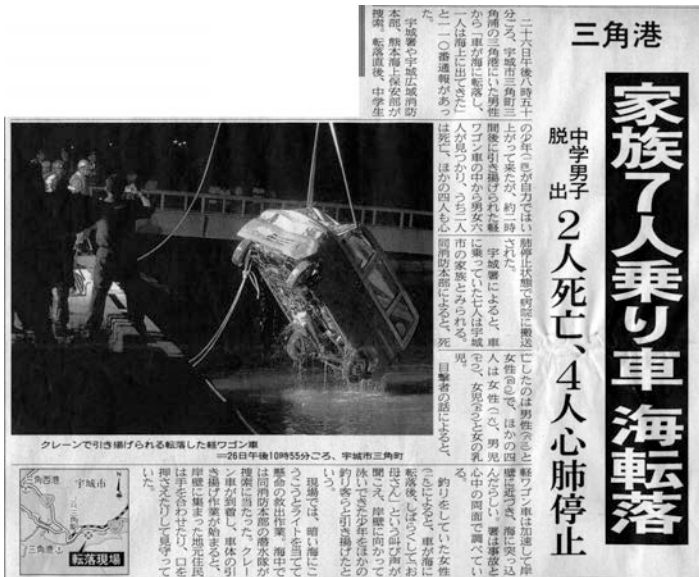 三角港
家族7人乗り車 海転落
中学男子
脱出
2人死亡、4人心肺停止
二十六日午後八時五十
分ごろ、宇城市三角町三
角浦の三角港にいた男性
から「車が海に転落し、
一人は海上に出てきた」
と一一〇番通報があっ
た。
宇城署や宇城広域消防
本部、熊本海上保安部が
捜索。転落直後、中学生
の少年()が自力ではい
上がって来たが、約二時
間後に引き揚げられた軽
ワゴン車の中から男女六
人が見つかり、うち二人
は死亡、ほかの四人も心
肺停止状態で病院に搬送
された。
宇城署によると、車
に乗っていた七人は宇城
市の家族とみられる。
同消防本部によると、死
亡したのは男性()と
女性()で、ほかの四
人は女性()、男児
()、女児()と女の乳
児。
目撃者の話によると、
軽ワゴン車は加速して岸
壁に近づき、海に突っ込
んだらしい。署は事故と
心中の両面で調べてい
る。
釣りをしていた女性
()によると、車が海に
転落後、しばらくして「お
母さん」という叫び声が
聞こえ、岸壁に向かって
泳いできた少年をほかの
釣り客らと引き揚げたと
いう。
現場では、暗い海にこ
うこうとライトを当てて
懸命の救出作業。海中で
は同消防本部の潜水隊が
捜索に当たった。クレー
ン車が到着し、車体の引
き揚げ作業が始まると、
岸壁に集まった地元住民
は手を合わせたり、口を
押さえたりして見守って
いた。
クレーンで引き揚げられる転落した軽ワゴン車
=26日午後10時55分ごろ、宇城市三角町
宇城市
三角西港
三角港
転落現場